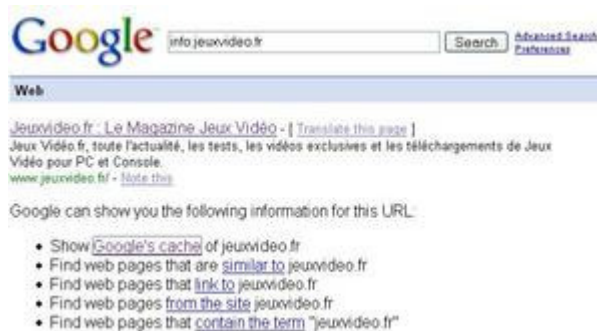 Google info:jeuxvideo.fr Search Advanced Search
Preferences
Web
Jeuxvideo.fr : Le Magazine Jeux Vidéo - [ Translate this page ]
Jeux Vidéo.fr, toute l'actualité, les tests, les vidéos exclusives et les téléchargements de Jeux
Vidéo pour PC et Console.
www.jeuxvideo.fr/ - Note this
Google can show you the following information for this URL:
• Show Google's cache of jeuxvideo.fr
• Find web pages that are similar to jeuxvideo.fr
• Find web pages that link to jeuxvideo.fr
• Find web pages from the site jeuxvideo.fr
• Find web pages that contain the term "jeuxvideo.fr"